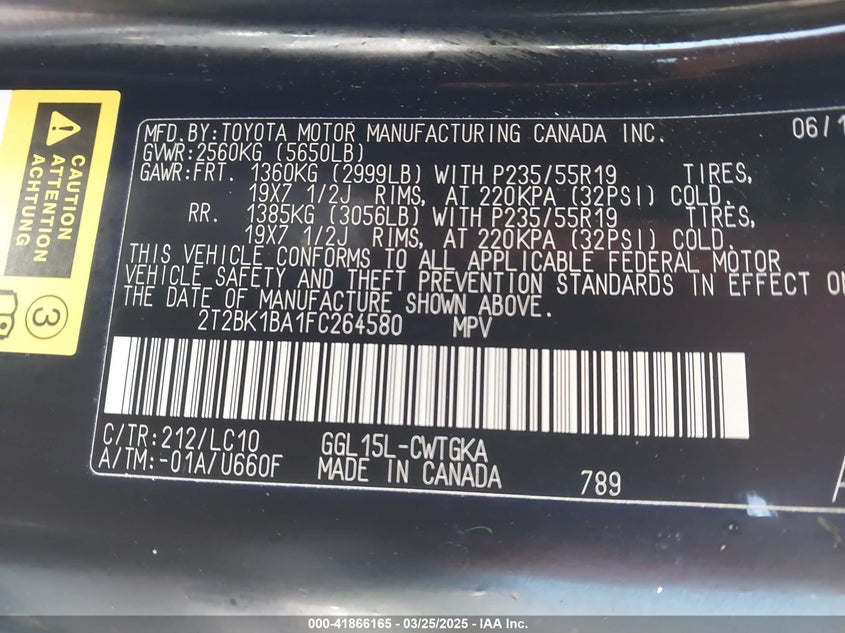 MFD.BY:TOYOTA MOTOR MANUFACTURING CANADA INC. 06/1
GVWR:2560KG (5650LB)
GAWR:FRT. 1360KG (2999LB) WITH P235/55R19 TIRES,
19X7 1/2J RIMS, AT 220KPA (32PSI) COLD.
RR. 1385KG (3056LB) WITH P235/55R19 TIRES,
19X7 1/2J RIMS, AT 220KPA (32PSI) COLD.
THIS VEHICLE CONFORMS TO ALL APPLICABLE FEDERAL MOTOR
VEHICLE SAFETY AND THEFT PREVENTION STANDARDS IN EFFECT ON
THE DATE OF MANUFACTURE SHOWN ABOVE.
2T2BK1BA1FC264580 MPV
C/TR:212/LC10 GGL15L-CWTGKA
A/TM:-01A/U660F MADE IN CANADA 789
CAUTION
ATTENTION
ACHTUNG
3
000-41866165 - 03/25/2025 - IAA Inc.